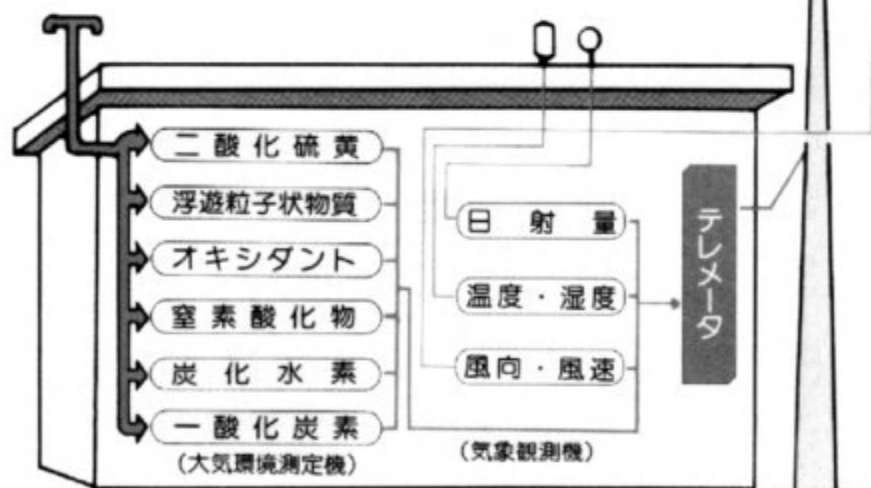 二酸化硫黄
浮遊粒子状物質
オキシダント
窒素酸化物
炭化水素
一酸化炭素
(大気環境測定機)
日射量
温度・湿度
風向・風速
(気象観測機)
テレメータ